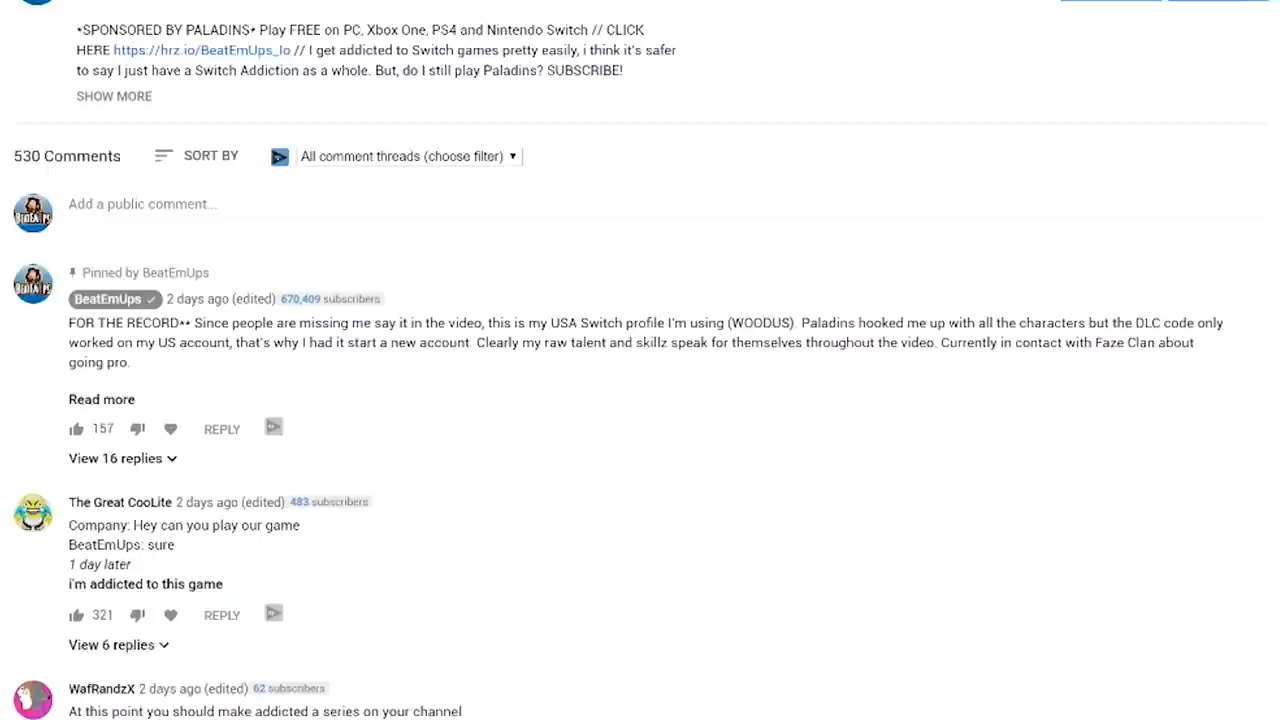 *SPONSORED BY PALADINS* Play FREE on PC, Xbox One, PS4 and Nintendo Switch // CLICK
HERE https://hrz.io/BeatEmUps_Io // I get addicted to Switch games pretty easily, i think it's safer
to say I just have a Switch Addiction as a whole. But, do I still play Paladins? SUBSCRIBE!
SHOW MORE
530 Comments SORT BY All comment threads (choose filter)
Add a public comment...
Pinned by BeatEmUps
BeatEmUps 2 days ago (edited) 670,409 subscribers
FOR THE RECORD** Since people are missing me say it in the video, this is my USA Switch profile I'm using (WOODUS). Paladins hooked me up with all the characters but the DLC code only
worked on my US account, that's why I had it start a new account. Clearly my raw talent and skillz speak for themselves throughout the video. Currently in contact with Faze Clan about
going pro.
Read more
157 REPLY
View 16 replies
The Great CooLite 2 days ago (edited) 483 subscribers
Company: Hey can you play our game
BeatEmUps: sure
1 day later
i'm addicted to this game
321 REPLY
View 6 replies
WafRandzX 2 days ago (edited) 62 subscribers
At this point you should make addicted a series on your channel